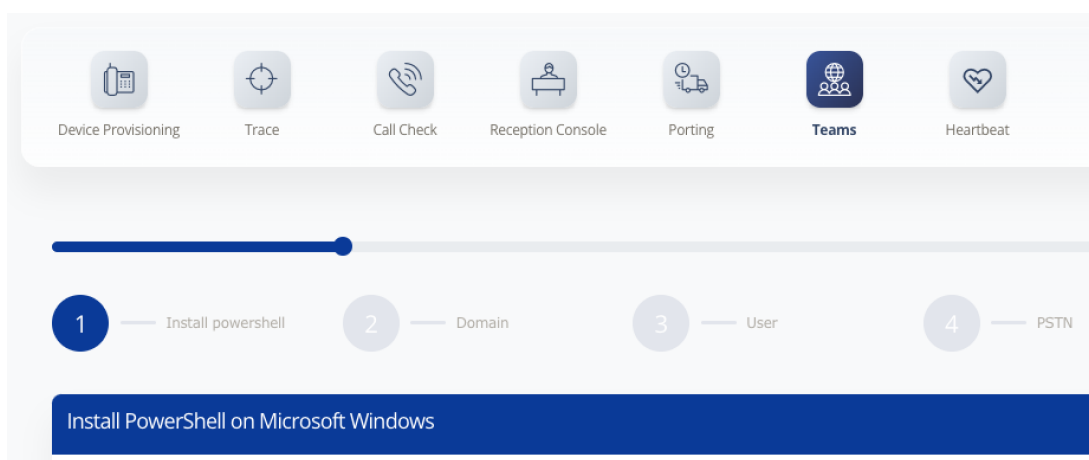 Device Provisioning
Trace
Call Check
Reception Console
Porting
Teams
Heartbeat
1
Install powershell
2
Domain
3
User
4
PSTN
Install PowerShell on Microsoft Windows